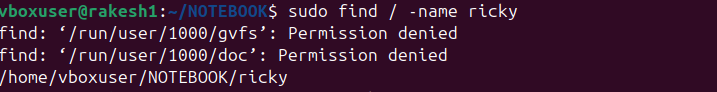 vboxuser@rakesh1:~/NOTEBOOK$ sudo find / -name ricky
find: ‘/run/user/1000/gvfs’: Permission denied
find: ‘/run/user/1000/doc’: Permission denied
/home/vboxuser/NOTEBOOK/ricky